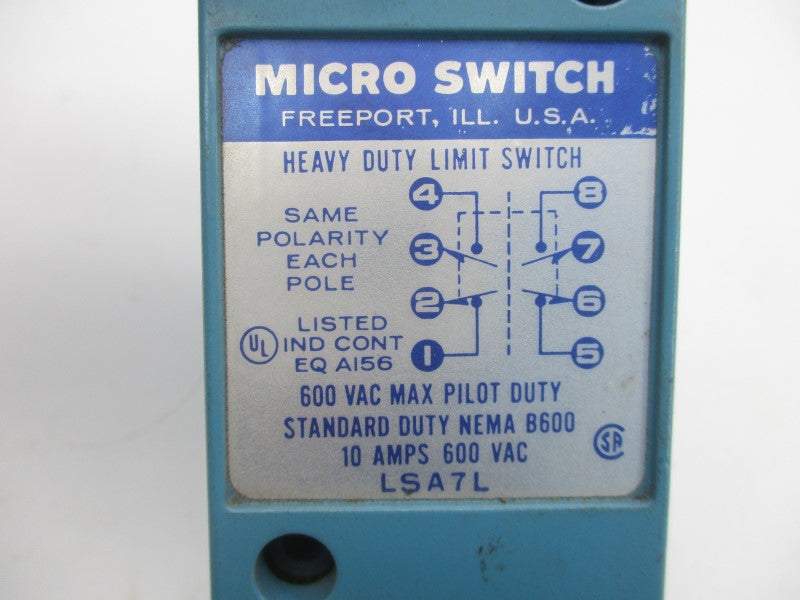 MICRO SWITCH
FREEPORT, ILL. U.S.A.
HEAVY DUTY LIMIT SWITCH
4 8
SAME
POLARITY
EACH
POLE
3 7
2 6
UL LISTED
IND CONT
EQ A156
1 5
600 VAC MAX PILOT DUTY
STANDARD DUTY NEMA B600
10 AMPS 600 VAC
SA
LSA7L